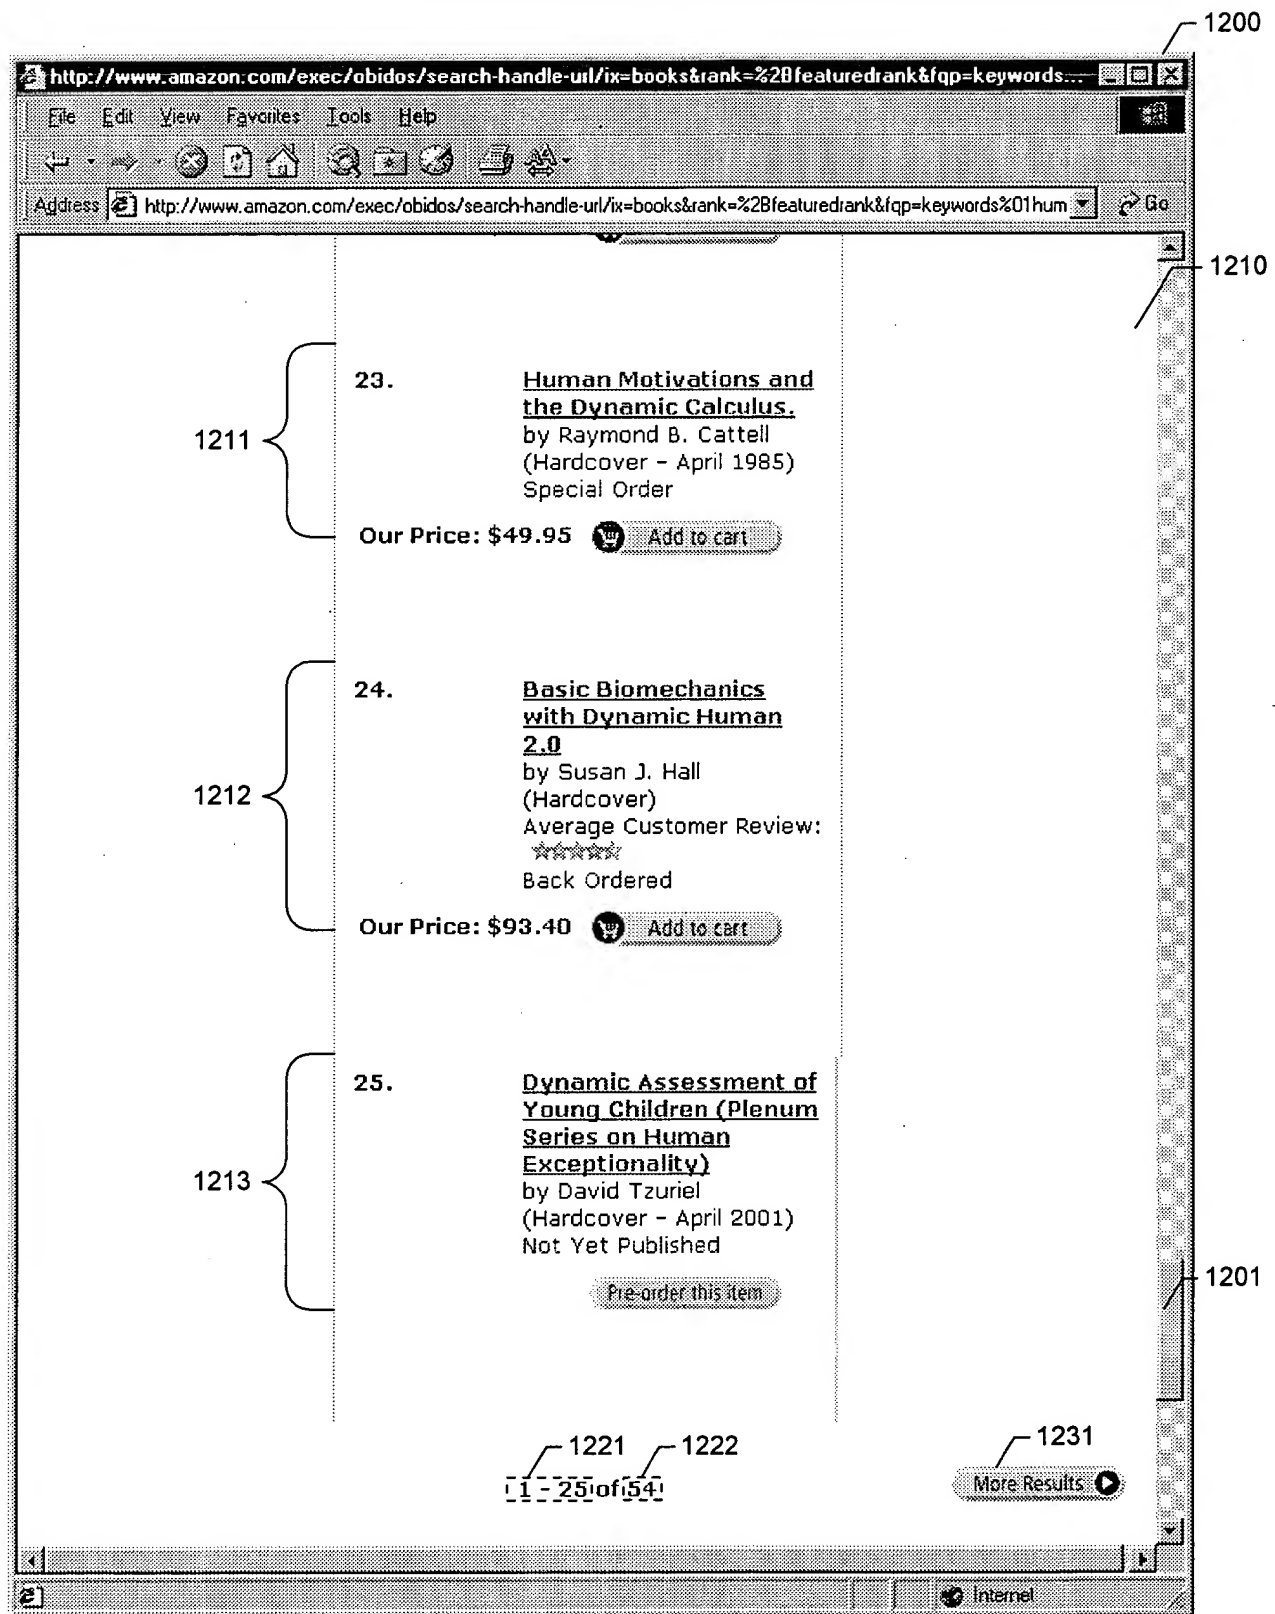 1200
http://www.amazon.com/exec/obidos/search-handle-url/ix=books&rank=%2Bfeaturedrank&fqp=keywords...
File Edit View Favorites Tools Help
Address http://www.amazon.com/exec/obidos/search-handle-url/ix=books&rank=%2Bfeaturedrank&fqp=keywords%01hum Go
1210
23. Human Motivations and
the Dynamic Calculus.
1211 by Raymond B. Cattell
(Hardcover - April 1985)
Special Order
Our Price: $49.95 Add to cart
24. Basic Biomechanics
with Dynamic Human
2.0
by Susan J. Hall
1212 (Hardcover)
Average Customer Review:
Back Ordered
Our Price: $93.40 Add to cart
25. Dynamic Assessment of
Young Children (Plenum
Series on Human
Exceptionality)
1213 by David Tzuriel
(Hardcover - April 2001)
Not Yet Published
Pre-order this item
1201
1221 1222 1231
1 - 25 of 54 More Results
Internet